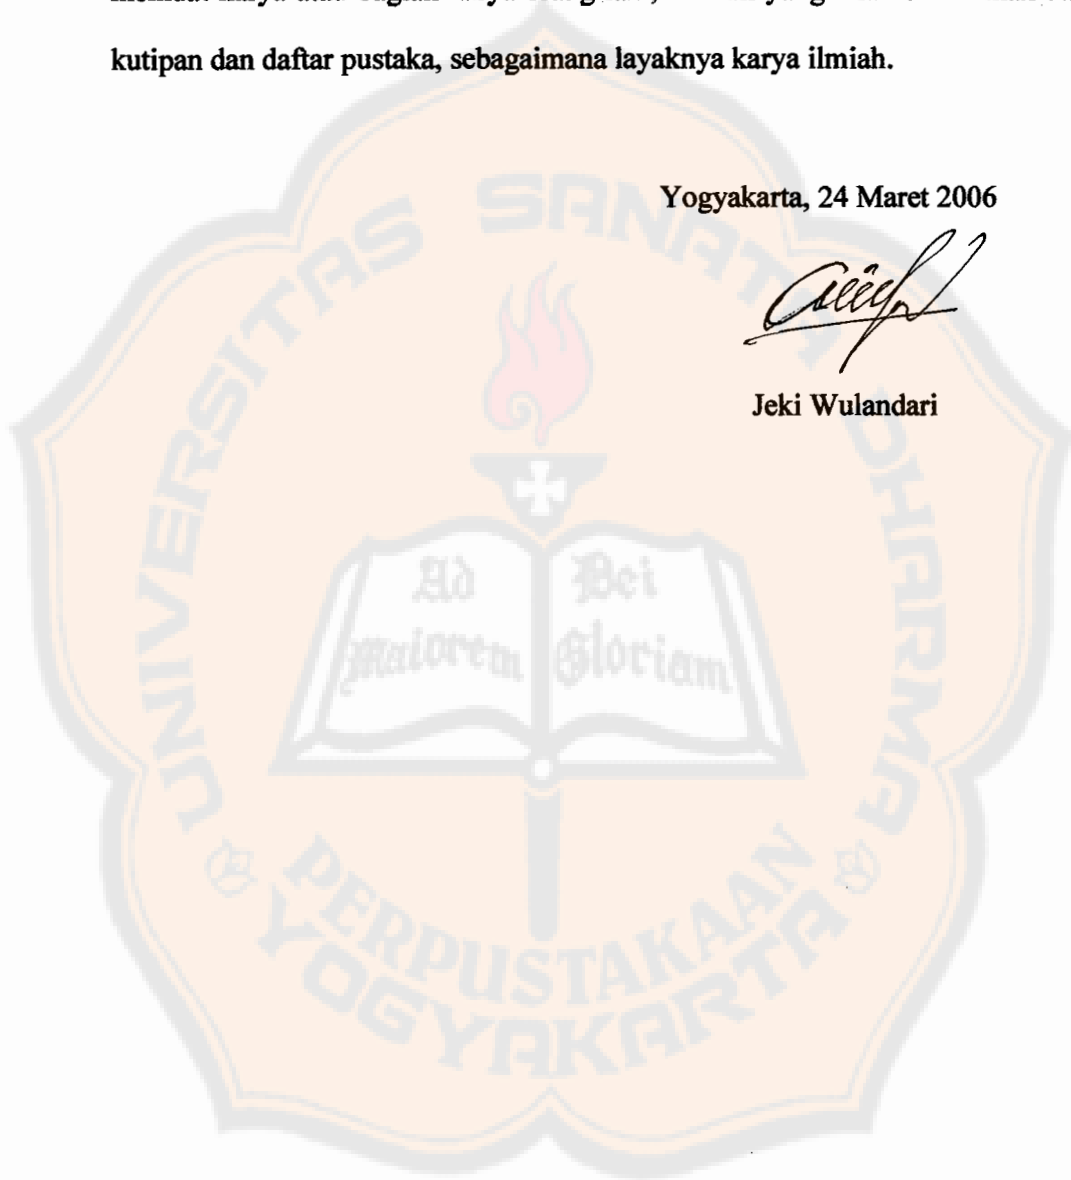 kutipan dan daftar pustaka, sebagaimana layaknya karya ilmiah.
Yogyakarta, 24 Maret 2006
Jeki Wulandari
UNIVERSITAS SANATA DHARMA
Ad
Dei
Maiorem
Gloriam
PERPUSTAKAAN
YOGYAKARTA